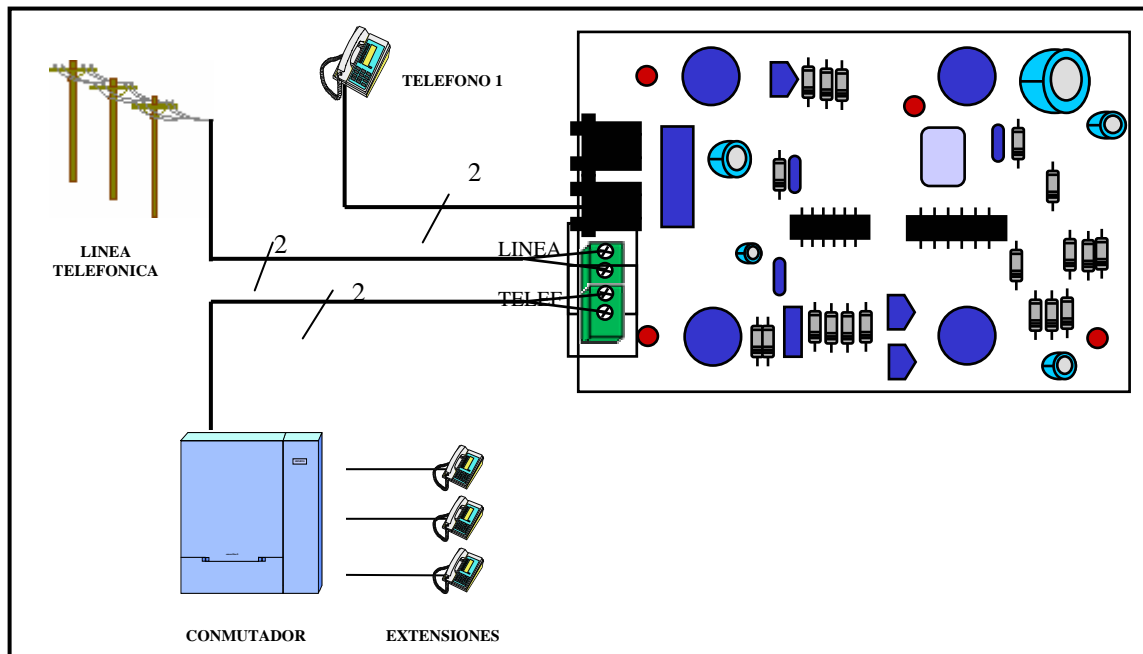 TELEFONO 1
2
LINEA
TELEFONICA
2
LINEA
2
TELEF
CONMUTADOR
EXTENSIONES